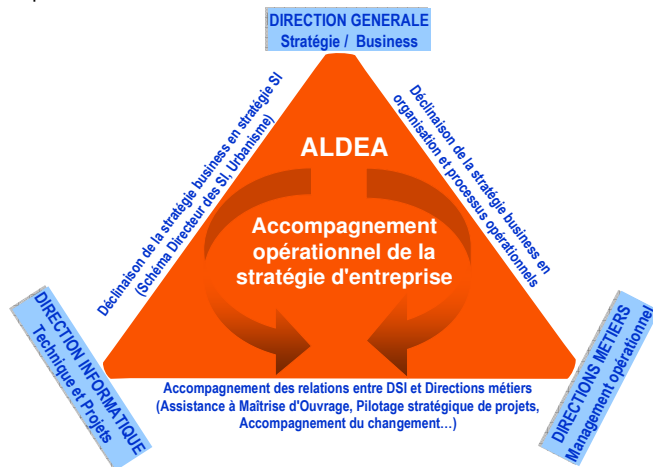 DIRECTION GENERALE
Stratégie / Business
Déclinaison de la stratégie business en stratégie SI
(Schéma Directeur des SI, Urbanisme)
Déclinaison de la stratégie business en
organisation et processus opérationnels
ALDEA
Accompagnement
opérationnel de la
stratégie d'entreprise
DIRECTION INFORMATIQUE
Technique et Projets
DIRECTIONS METIERS
Management opérationnel
Accompagnement des relations entre DSI et Directions métiers
(Assistance à Maîtrise d'Ouvrage, Pilotage stratégique de projets,
Accompagnement du changement…)